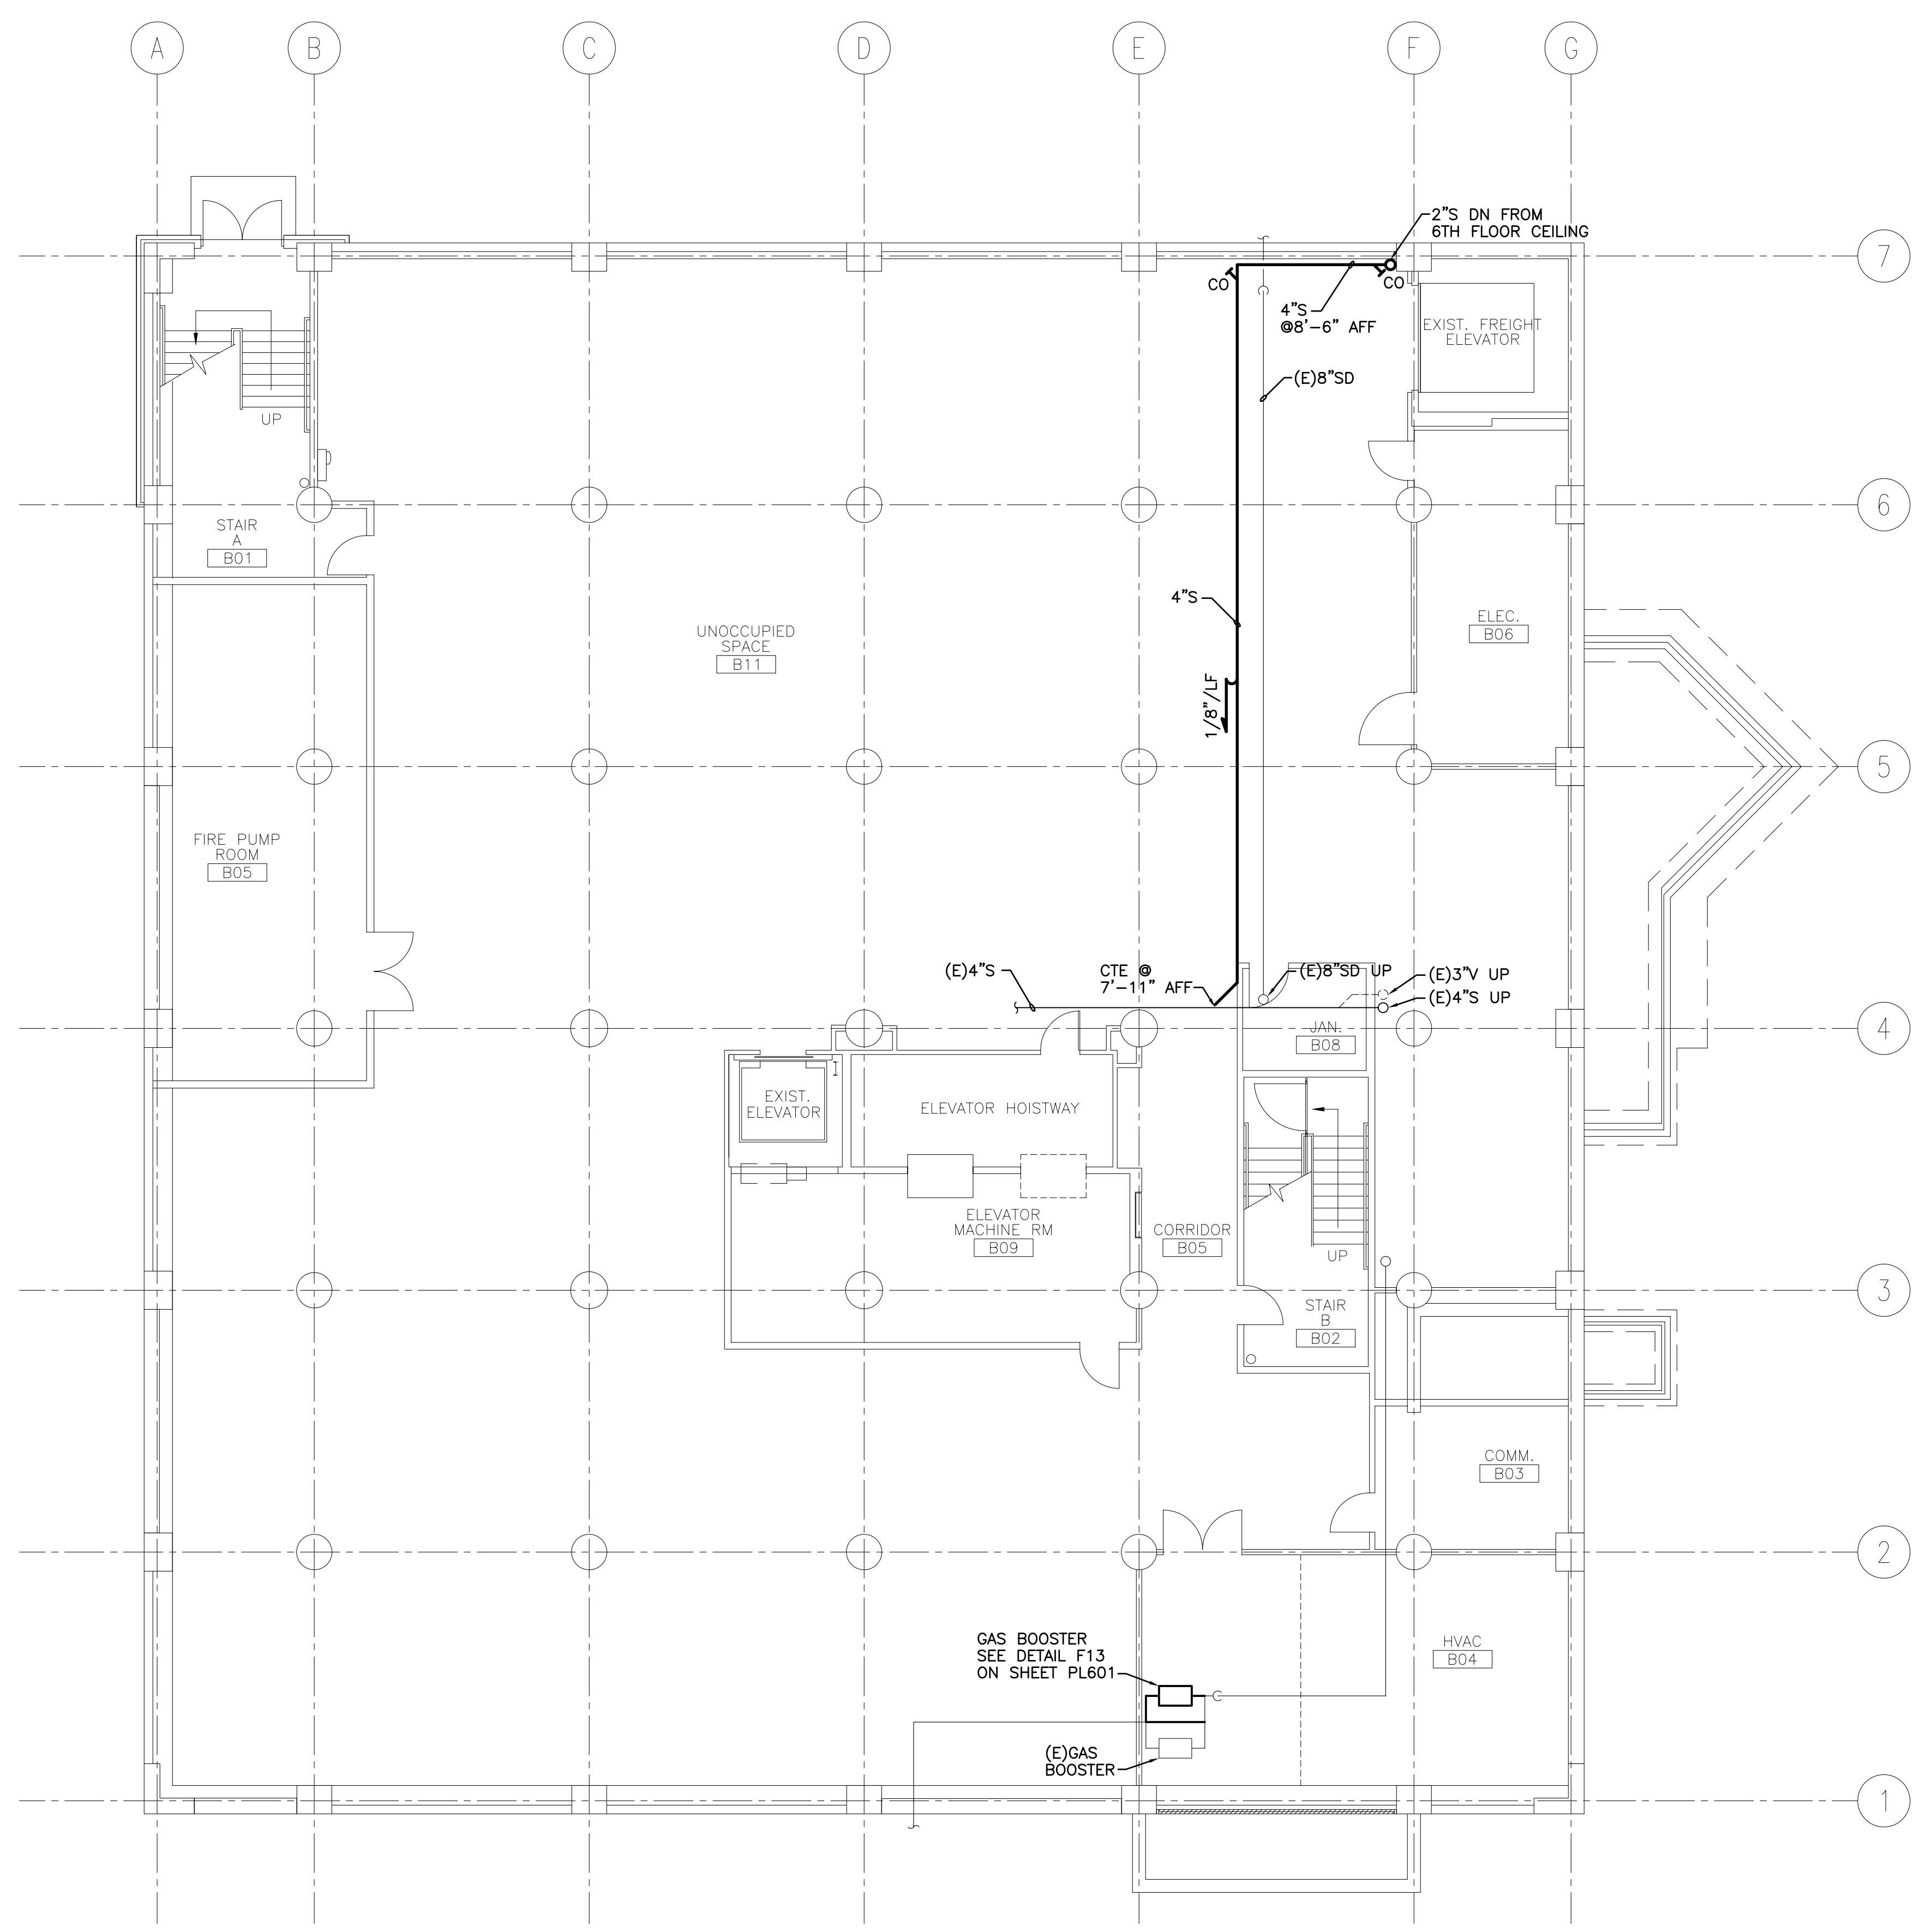 A
B
C
D
E
F
G
2"S DN FROM
6TH FLOOR CEILING
7
CO
CO
4"S
@8'-6" AFF
EXIST. FREIGHT
ELEVATOR
(E)8"SD
UP
6
STAIR
A
B01
4"S
ELEC.
B06
UNOCCUPIED
SPACE
B11
1/8"/LF
5
FIRE PUMP
ROOM
B05
(E)4"S
CTE @
7'-11" AFF
(E)8"SD UP
(E)3"V UP
(E)4"S UP
4
JAN.
B08
EXIST.
ELEVATOR
ELEVATOR HOISTWAY
ELEVATOR
MACHINE RM
B09
CORRIDOR
B05
UP
3
STAIR
B
B02
COMM.
B03
2
GAS BOOSTER
SEE DETAIL F13
ON SHEET PL601
HVAC
B04
(E)GAS
BOOSTER
1